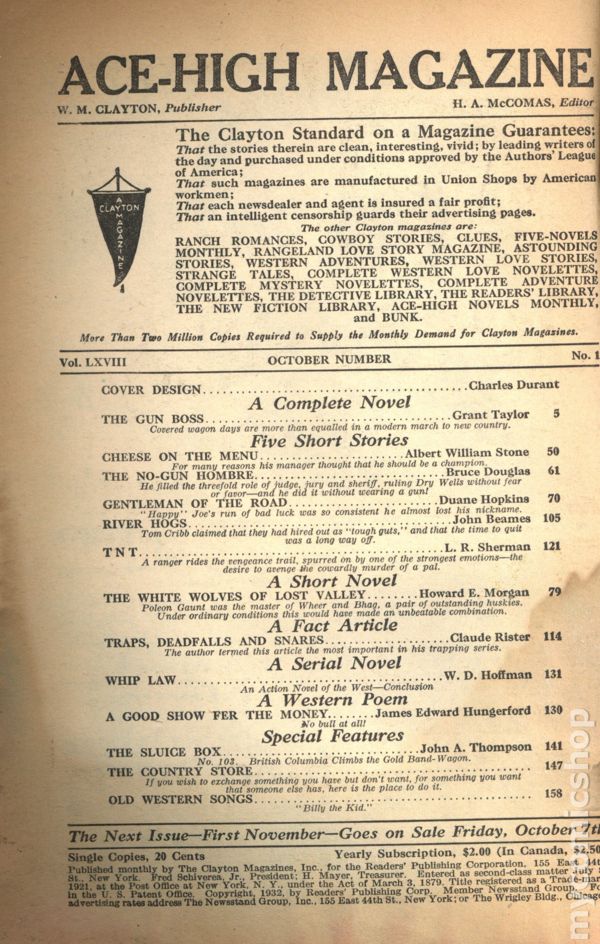 ACE-HIGH MAGAZINE
W. M. CLAYTON, Publisher H. A. McCOMAS, Editor
The Clayton Standard on a Magazine Guarantees:
That the stories therein are clean, interesting, vivid; by leading writers of
the day and purchased under conditions approved by the Authors' League
of America;
That such magazines are manufactured in Union Shops by American
workmen;
That each newsdealer and agent is insured a fair profit;
That an intelligent censorship guards their advertising pages.
A CLAYTON MAGAZINE
The other Clayton magazines are:
RANCH ROMANCES, COWBOY STORIES, CLUES, FIVE-NOVELS
MONTHLY, RANGELAND LOVE STORY MAGAZINE, ASTOUNDING
STORIES, WESTERN ADVENTURES, WESTERN LOVE STORIES,
STRANGE TALES, COMPLETE WESTERN LOVE NOVELETTES,
COMPLETE MYSTERY NOVELETTES, COMPLETE ADVENTURE
NOVELETTES, THE DETECTIVE LIBRARY, THE READERS' LIBRARY,
THE NEW FICTION LIBRARY, ACE-HIGH NOVELS MONTHLY,
and BUNK.
More Than Two Million Copies Required to Supply the Monthly Demand for Clayton Magazines.
Vol. LXVIII OCTOBER NUMBER No. 1
COVER DESIGN Charles Durant
A Complete Novel
THE GUN BOSS Grant Taylor 5
Covered wagon days are more than equalled in a modern march to new country.
Five Short Stories
CHEESE ON THE MENU Albert William Stone 50
For many reasons his manager thought that he should be a champion.
THE NO-GUN HOMBRE Bruce Douglas 61
He filled the threefold role of judge, jury and sheriff, ruling Dry Wells without fear
or favor—and he did it without wearing a gun!
GENTLEMAN OF THE ROAD Duane Hopkins 70
"Happy" Joe's run of bad luck was so consistent he almost lost his nickname.
RIVER HOGS John Beames 105
Tom Cribb claimed that they had hired out as "tough guts," and that the time to quit
was a long way off.
T N T L. R. Sherman 121
A ranger rides the vengeance trail, spurred on by one of the strongest emotions—the
desire to avenge the cowardly murder of a pal.
A Short Novel
THE WHITE WOLVES OF LOST VALLEY Howard E. Morgan 79
Poleon Gaunt was the master of Wheer and Bhag, a pair of outstanding huskies.
Under ordinary conditions this would have made an unbeatable combination.
A Fact Article
TRAPS, DEADFALLS AND SNARES Claude Rister 114
The author termed this article the most important in his trapping series.
A Serial Novel
WHIP LAW W. D. Hoffman 131
An Action Novel of the West—Conclusion
A Western Poem
A GOOD SHOW FER THE MONEY James Edward Hungerford 130
No bull at all!
Special Features
THE SLUICE BOX John A. Thompson 141
No. 103. British Columbia Climbs the Gold Band-Wagon.
THE COUNTRY STORE 147
If you wish to exchange something you have but don't want, for something you want
that someone else has, here is the place to do it.
OLD WESTERN SONGS 158
"Billy the Kid."
The Next Issue—First November—Goes on Sale Friday, October 7th
Single Copies, 20 Cents Yearly Subscription, $2.00 (In Canada, $2.50
Published monthly by The Clayton Magazines, Inc., for the Readers' Publishing Corporation, 155 East 44th
St., New York. Fred Schiverea, Jr., President; H. Mayer, Treasurer. Entered as second-class matter July
1921, at the Post Office at New York, N. Y., under the Act of March 3, 1879. Title registered as a Trade-mar
in the U. S. Patent Office. Copyright, 1932, by Readers' Publishing Corp. Member Newsstand Group. Fo
advertising rates address The Newsstand Group, Inc., 155 East 44th St., New York; or The Wrigley Bldg., Chicago
mycomicshop